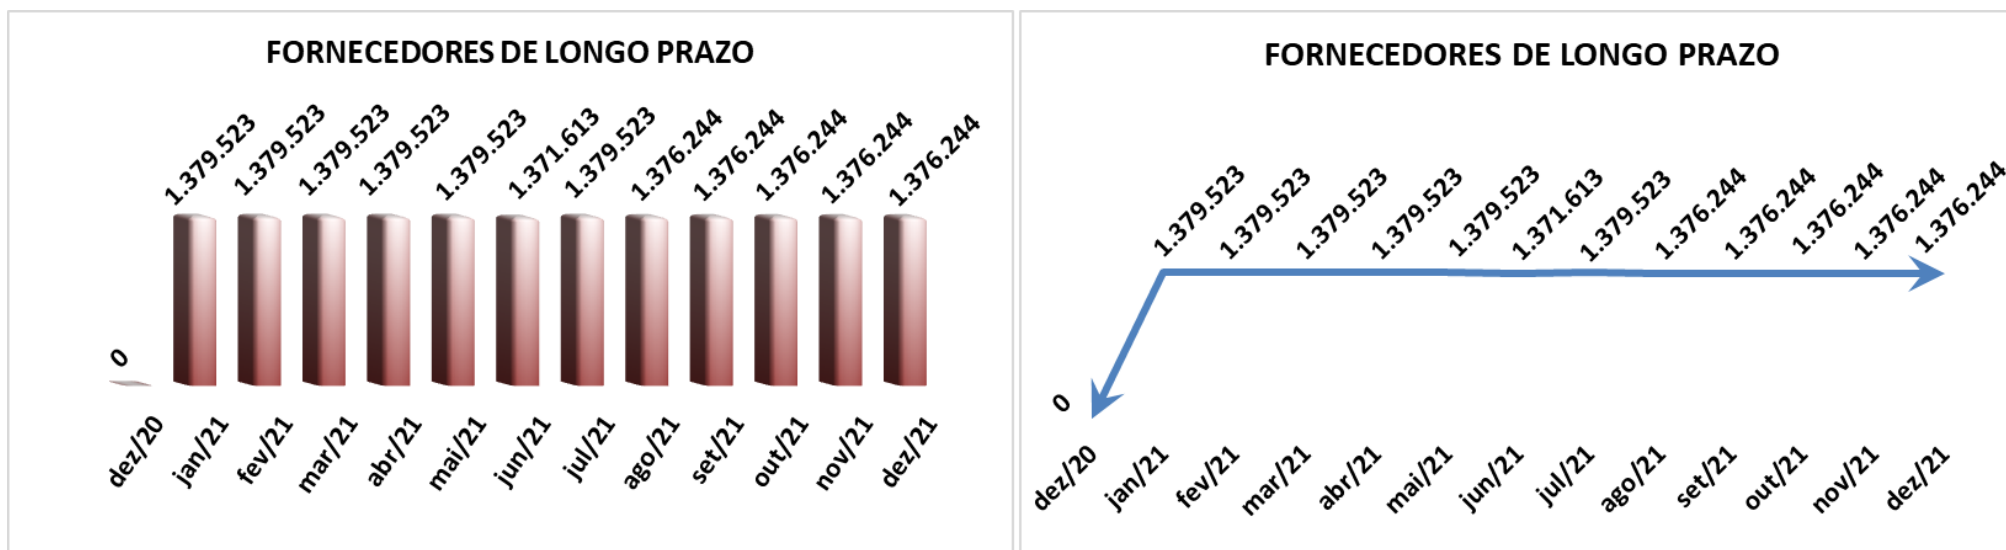 FORNECEDORES DE LONGO PRAZO
0
1.379.523
1.379.523
1.379.523
1.379.523
1.379.523
1.371.613
1.379.523
1.376.244
1.376.244
1.376.244
1.376.244
1.376.244
dez/20
jan/21
fev/21
mar/21
abr/21
mai/21
jun/21
jul/21
ago/21
set/21
out/21
nov/21
dez/21
FORNECEDORES DE LONGO PRAZO
0
1.379.523
1.379.523
1.379.523
1.379.523
1.379.523
1.371.613
1.379.523
1.376.244
1.376.244
1.376.244
1.376.244
1.376.244
dez/20
jan/21
fev/21
mar/21
abr/21
mai/21
jun/21
jul/21
ago/21
set/21
out/21
nov/21
dez/21